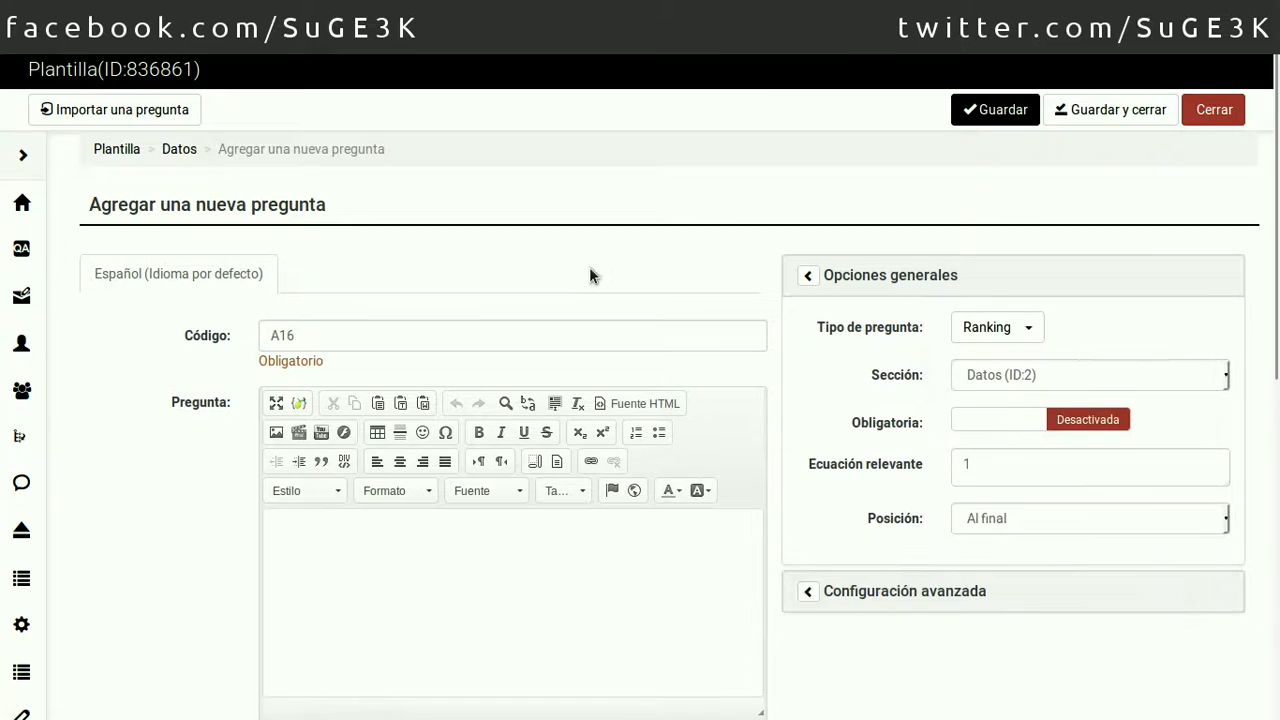 facebook.com/SuGE3K
twitter.com/SuGE3K
Plantilla(ID:836861)
Importar una pregunta
Guardar
Guardar y cerrar
Cerrar
Plantilla > Datos > Agregar una nueva pregunta
Agregar una nueva pregunta
Español (Idioma por defecto)
Código:
A16
Obligatorio
Pregunta:
Fuente HTML
Estilo
Formato
Fuente
Ta...
Opciones generales
Tipo de pregunta:
Ranking
Sección:
Datos (ID:2)
Obligatoria:
Desactivada
Ecuación relevante
1
Posición:
Al final
Configuración avanzada